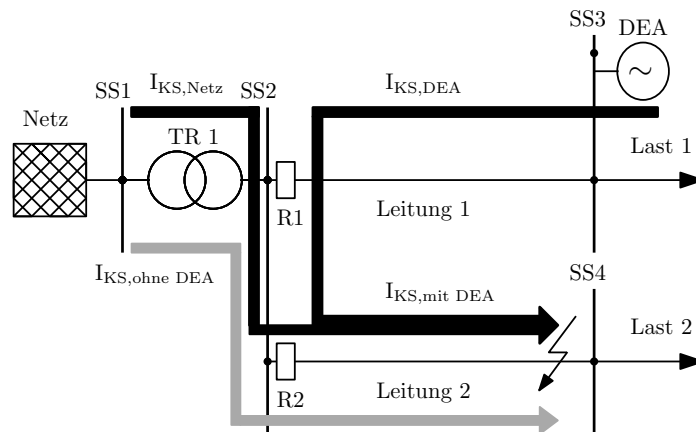 SS3 DEA
SS1 I_KS,Netz SS2 I_KS,DEA
Netz TR 1 Last 1
R1 Leitung 1
I_KS,ohne DEA SS4
I_KS,mit DEA
Last 2
R2 Leitung 2